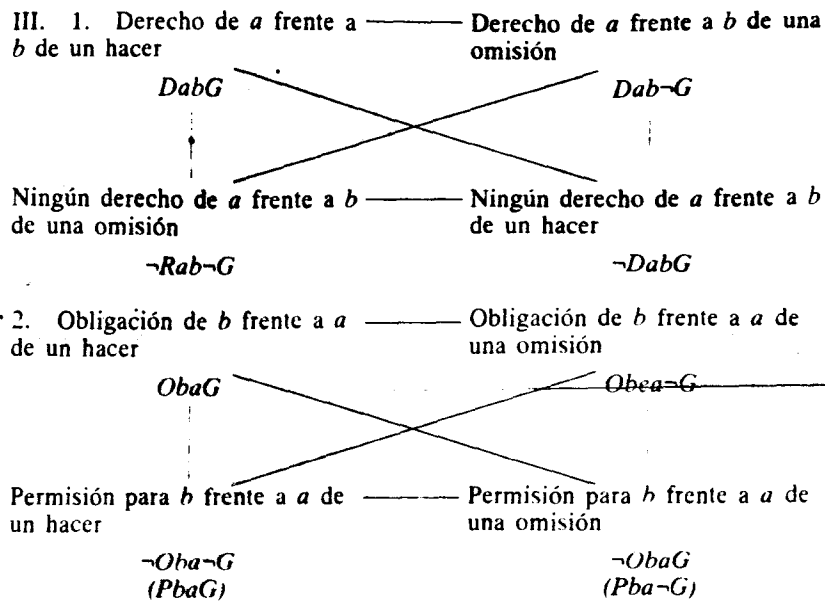 III. 1. Derecho de a frente a
b de un hacer
Derecho de a frente a b de una
omisión
DabG
Dab¬G
Ningún derecho de a frente a b
de una omisión
Ningún derecho de a frente a b
de un hacer
¬Rab¬G
¬DabG
2. Obligación de b frente a a
de un hacer
Obligación de b frente a a de
una omisión
ObaG
Obea¬G
Permisión para b frente a a de
un hacer
Permisión para b frente a a de
una omisión
¬Oba¬G
(PbaG)
¬ObaG
(Pba¬G)